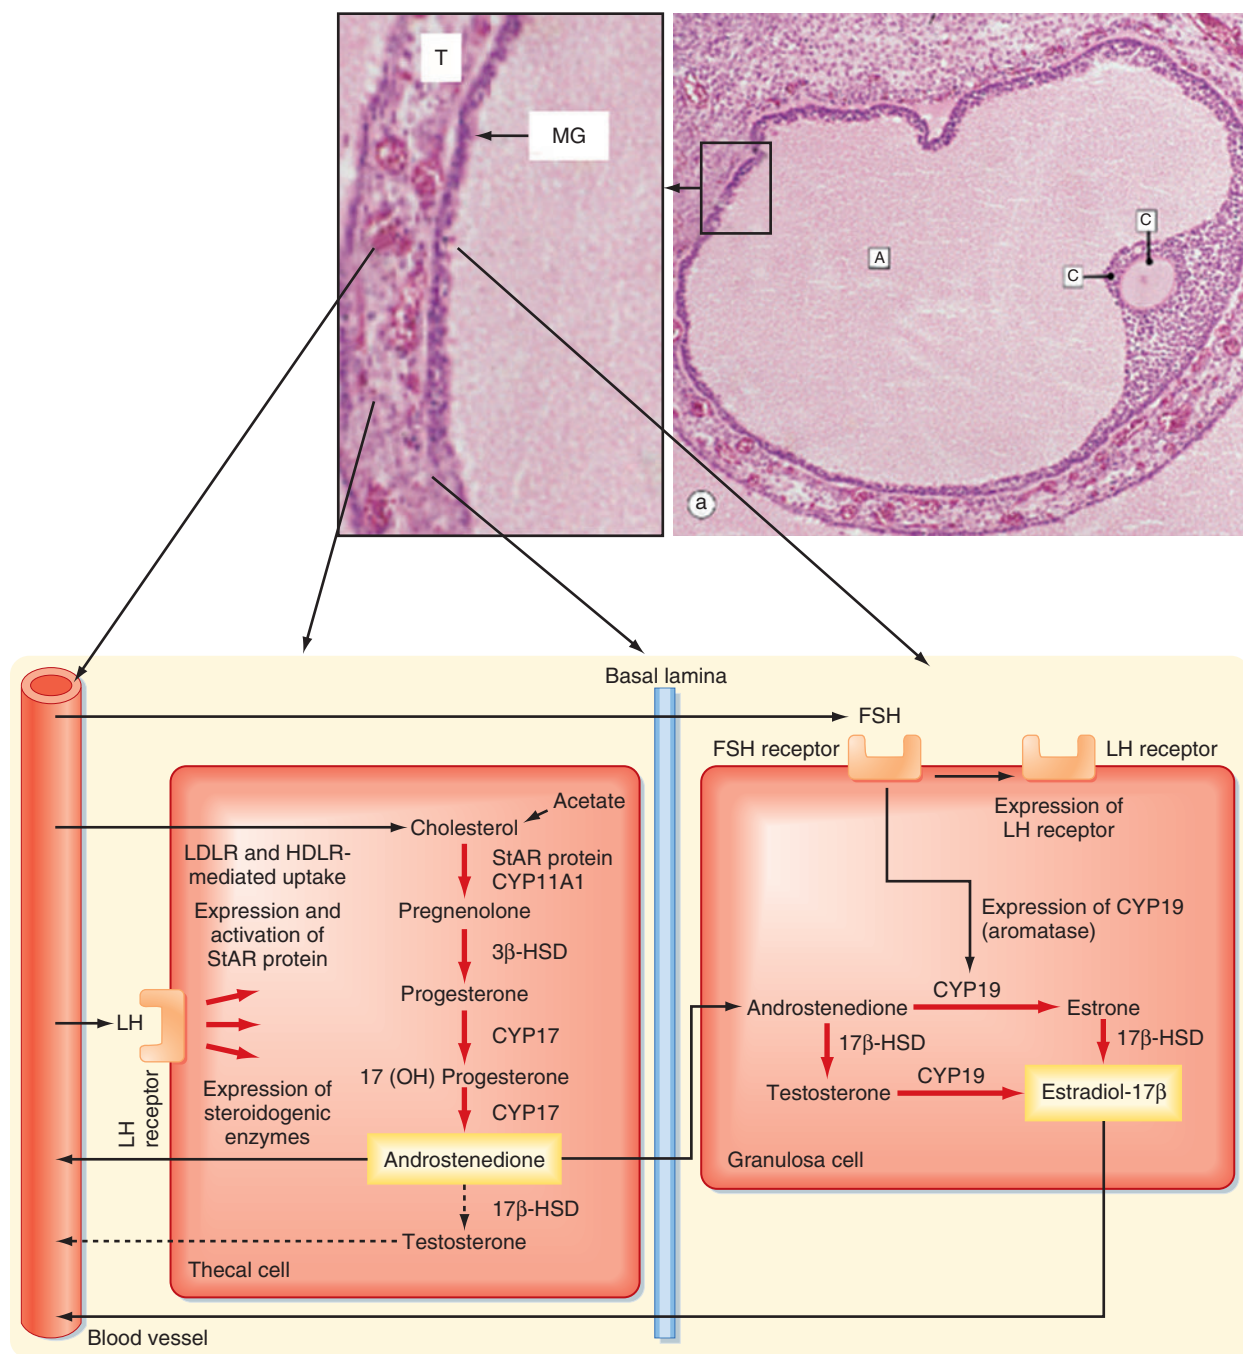 T
MG
C
C
A
a
Basal lamina
FSH
FSH receptor
LH receptor
Acetate
Cholesterol
Expression of
LH receptor
LDLR and HDLR-
mediated uptake
StAR protein
CYP11A1
Expression and
activation of
StAR protein
Pregnenolone
3β-HSD
Expression of CYP19
(aromatase)
Progesterone
LH
CYP17
LH
receptor
17 (OH) Progesterone
CYP17
Expression of
steroidogenic
enzymes
Androstenedione
17β-HSD
Testosterone
Thecal cell
Androstenedione
CYP19
Estrone
17β-HSD
17β-HSD
Testosterone
CYP19
Estradiol-17β
Granulosa cell
Blood vessel